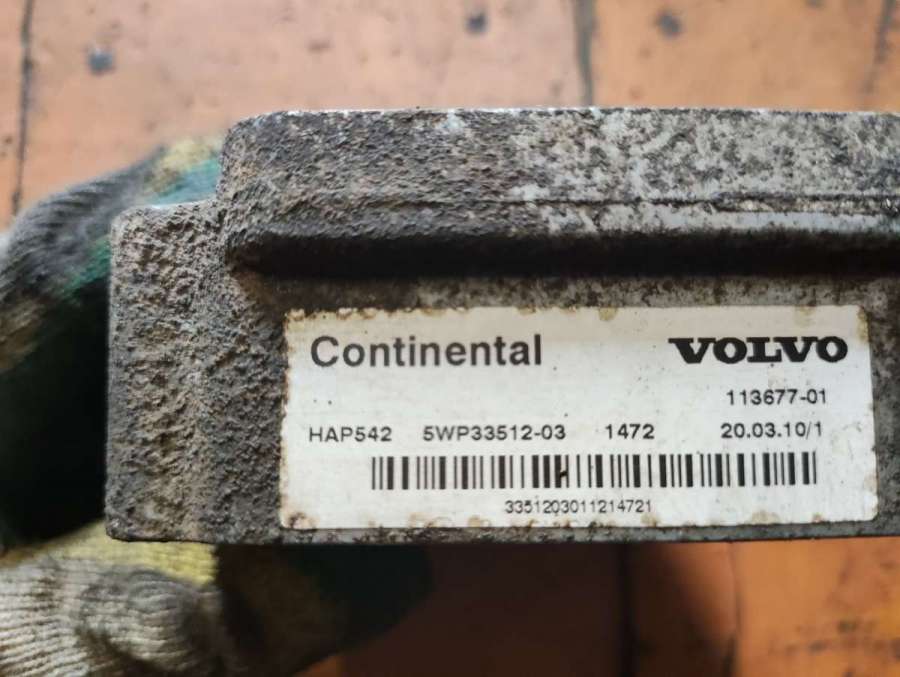 Continental VOLVO
113677-01
HAP542 5WP33512-03 1472 20.03.10/1
3351203011214721